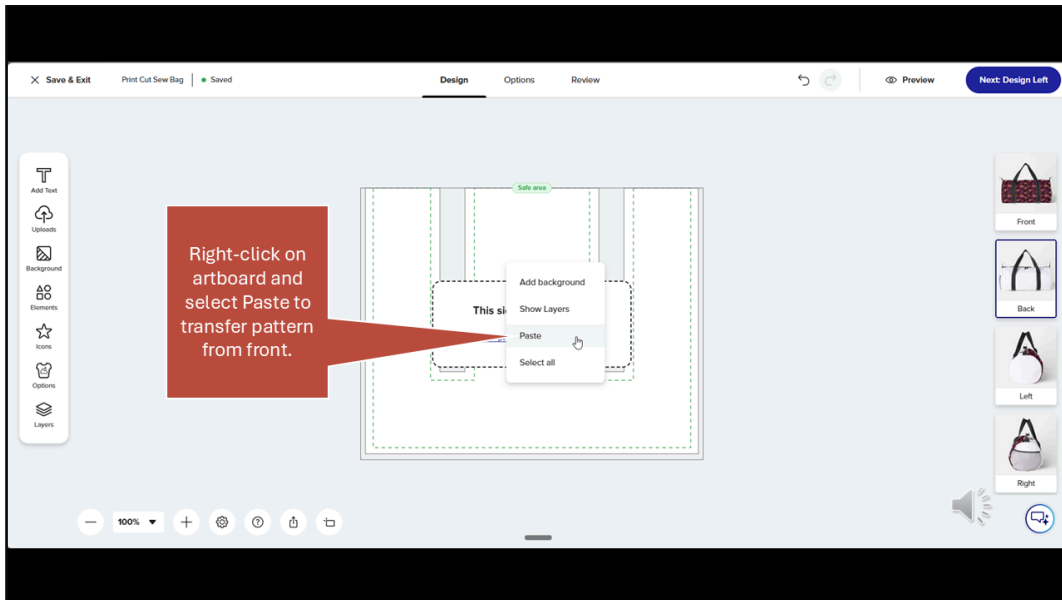 Save & Exit
Print Cut Sew Bag
Saved
Design
Options
Review
Preview
Next: Design Left
Add Text
Uploads
Background
Elements
Icons
Options
Layers
Right-click on
artboard and
select Paste to
transfer pattern
from front.
Safe area
This si
Add background
Show Layers
Paste
Select all
Front
Back
Left
Right
100%